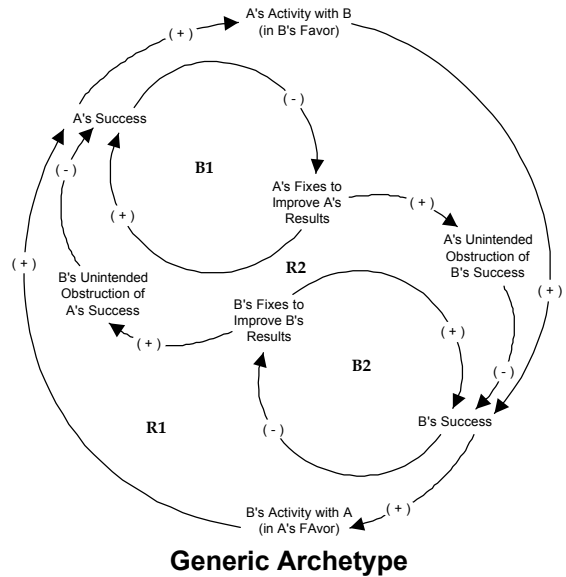 A's Activity with B
(in B's Favor)
( + )
( - )
A's Success
( - )
B1
A's Fixes to
Improve A's
Results
( + )
( + )
A's Unintended
Obstruction of
B's Success
( + )
R2
B's Unintended
Obstruction of
A's Success
( + )
B's Fixes to
Improve B's
Results
( + )
( + )
B2
( - )
B's Success
( - )
R1
B's Activity with A
(in A's FAvor)
( + )
Generic Archetype